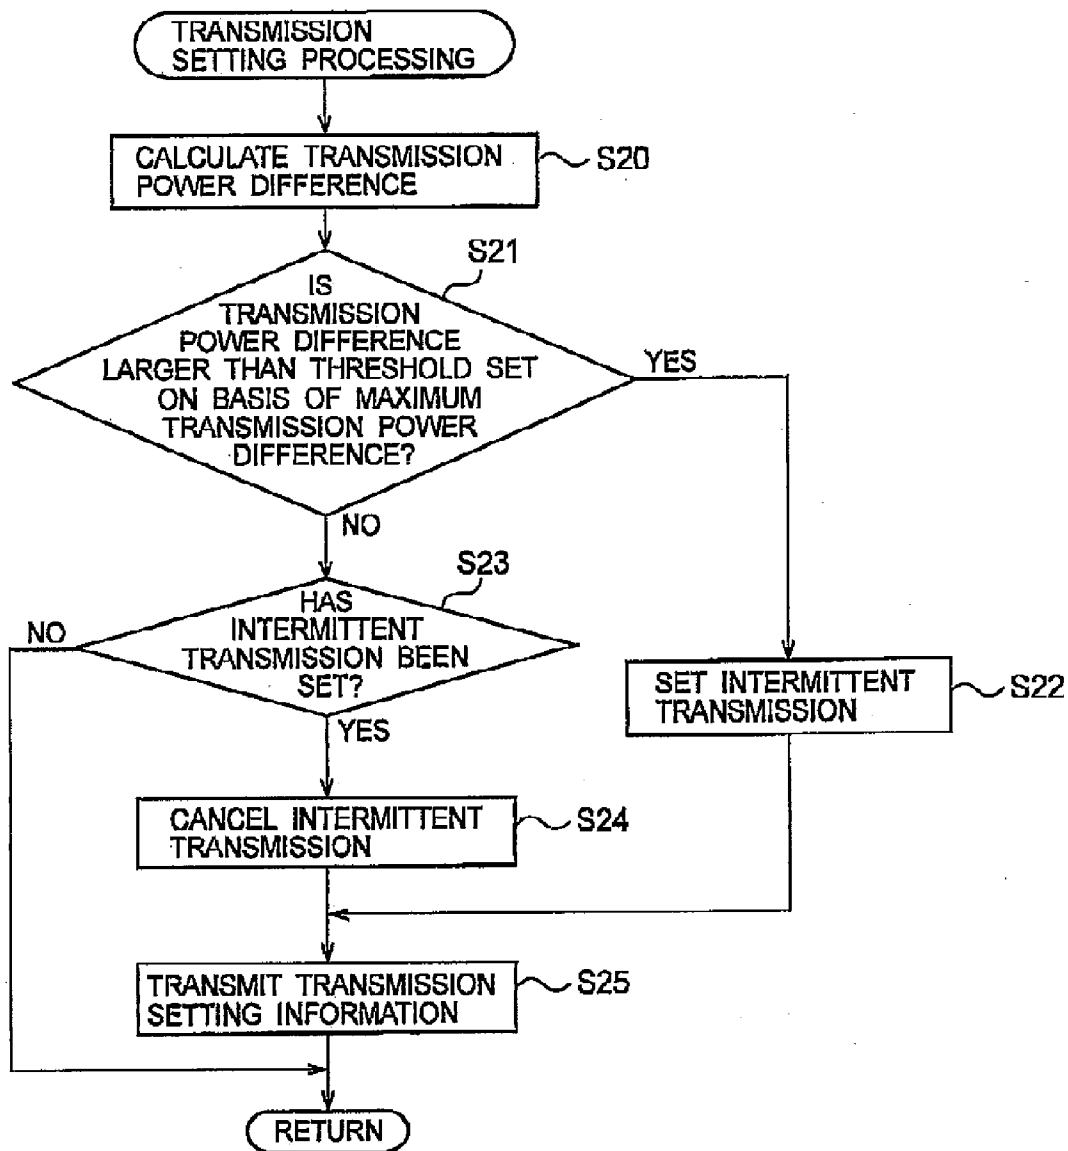 TRANSMISSION
SETTING PROCESSING
CALCULATE TRANSMISSION
POWER DIFFERENCE
S20
S21
IS
TRANSMISSION
POWER DIFFERENCE
LARGER THAN THRESHOLD SET
ON BASIS OF MAXIMUM
TRANSMISSION POWER
DIFFERENCE?
YES
NO
S23
HAS
INTERMITTENT
TRANSMISSION BEEN
SET?
NO
YES
SET INTERMITTENT
TRANSMISSION
S22
CANCEL INTERMITTENT
TRANSMISSION
S24
TRANSMIT TRANSMISSION
SETTING INFORMATION
S25
RETURN